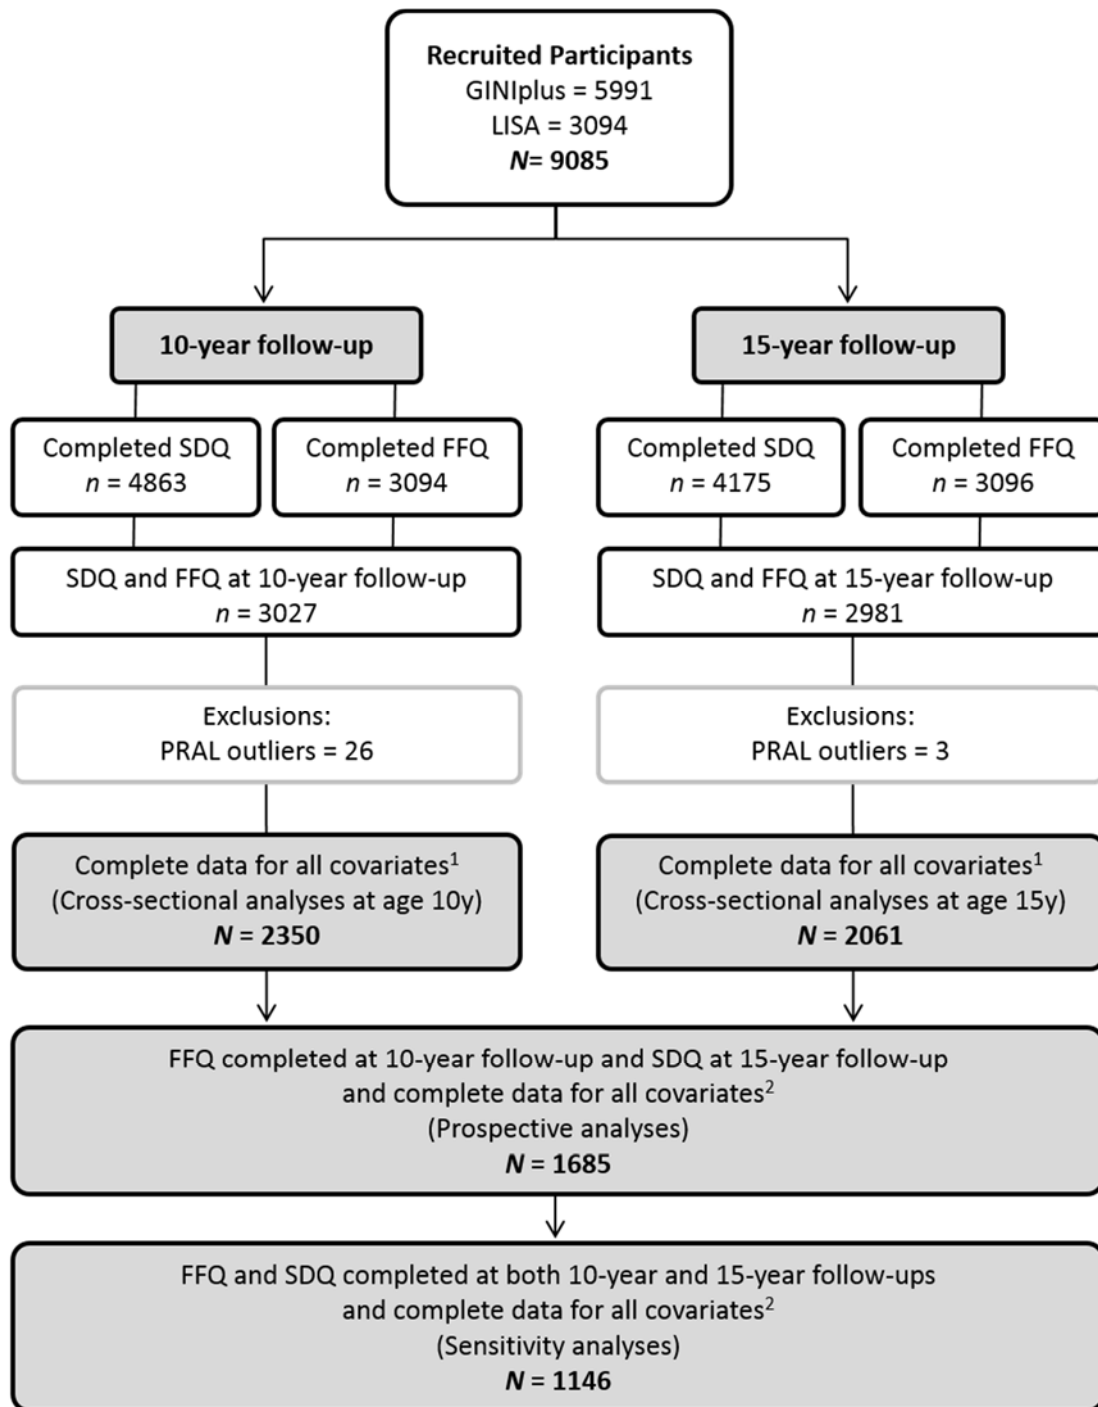 Recruited Participants
GINIplus = 5991
LISA = 3094
N= 9085
10-year follow-up
15-year follow-up
Completed SDQ
n = 4863
Completed FFQ
n = 3094
Completed SDQ
n = 4175
Completed FFQ
n = 3096
SDQ and FFQ at 10-year follow-up
n = 3027
SDQ and FFQ at 15-year follow-up
n = 2981
Exclusions:
PRAL outliers = 26
Exclusions:
PRAL outliers = 3
Complete data for all covariates¹
(Cross-sectional analyses at age 10y)
N = 2350
Complete data for all covariates¹
(Cross-sectional analyses at age 15y)
N = 2061
FFQ completed at 10-year follow-up and SDQ at 15-year follow-up
and complete data for all covariates²
(Prospective analyses)
N = 1685
FFQ and SDQ completed at both 10-year and 15-year follow-ups
and complete data for all covariates²
(Sensitivity analyses)
N = 1146